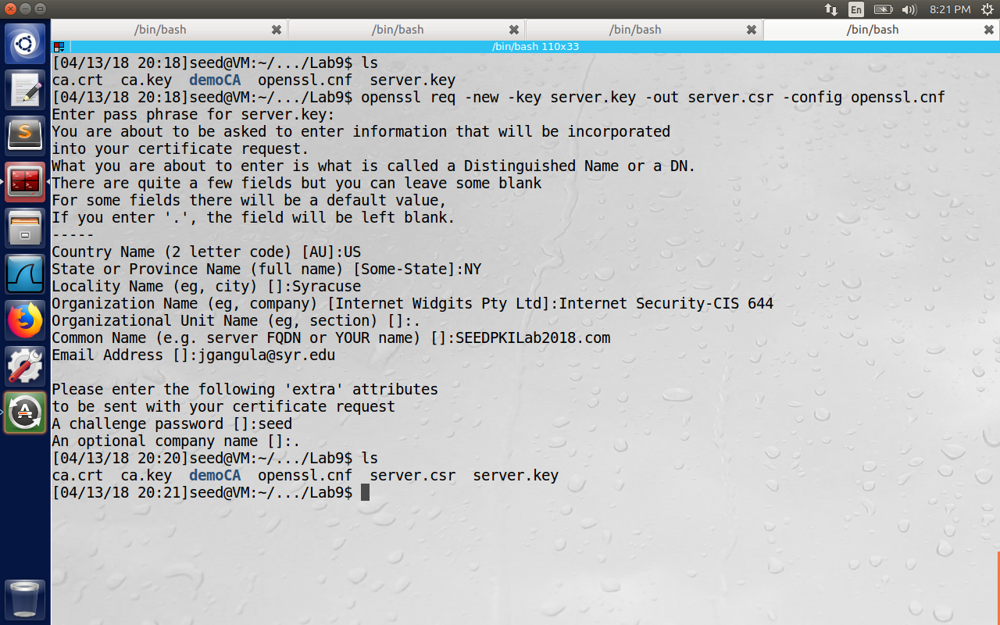 En 8:21 PM
/bin/bash /bin/bash /bin/bash /bin/bash
/bin/bash 110x33
[04/13/18 20:18]seed@VM:~/.../Lab9$ ls
ca.crt  ca.key  demoCA  openssl.cnf  server.key
[04/13/18 20:18]seed@VM:~/.../Lab9$ openssl req -new -key server.key -out server.csr -config openssl.cnf
Enter pass phrase for server.key:
You are about to be asked to enter information that will be incorporated
into your certificate request.
What you are about to enter is what is called a Distinguished Name or a DN.
There are quite a few fields but you can leave some blank
For some fields there will be a default value,
If you enter '.', the field will be left blank.
-----
Country Name (2 letter code) [AU]:US
State or Province Name (full name) [Some-State]:NY
Locality Name (eg, city) []:Syracuse
Organization Name (eg, company) [Internet Widgits Pty Ltd]:Internet Security-CIS 644
Organizational Unit Name (eg, section) []:.
Common Name (e.g. server FQDN or YOUR name) []:SEEDPKILab2018.com
Email Address []:jgangula@syr.edu

Please enter the following 'extra' attributes
to be sent with your certificate request
A challenge password []:seed
An optional company name []:.
[04/13/18 20:20]seed@VM:~/.../Lab9$ ls
ca.crt  ca.key  demoCA  openssl.cnf  server.csr  server.key
[04/13/18 20:21]seed@VM:~/.../Lab9$